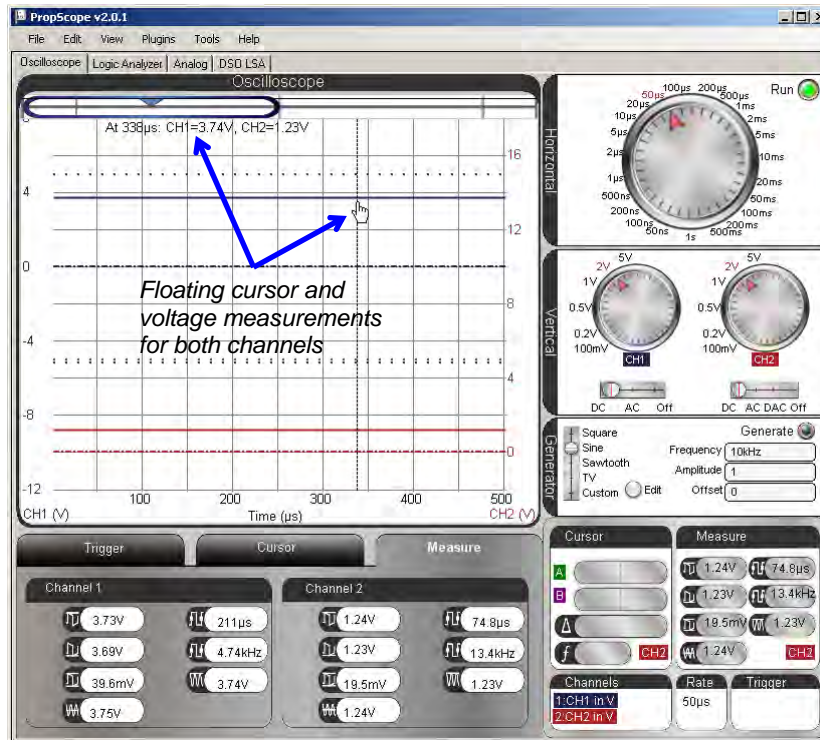 PropScope v2.0.1
File Edit View Plugins Tools Help
Oscilloscope Logic Analyzer Analog DSO LSA
Oscilloscope
At 338µs: CH1=3.74V, CH2=1.23V
8
4
0
-4
-8
-12
16
12
8
4
0
100 200 300 400 500
CH1 (V) Time (µs) CH2 (V)
Floating cursor and
voltage measurements
for both channels
Horizontal
Run
50µs 100µs 200µs 500µs
20µs 1ms
10µs 2ms
5µs 5ms
2µs 10ms
1µs 20ms
500ns 50ms
200ns 100ms
100ns 50ns 1s 500ms 200ms
Vertical
2V 5V
1V
0.5V
0.2V
100mV
CH1
DC AC Off
2V 5V
1V
0.5V
0.2V
100mV
CH2
DC AC DAC Off
Generator
Square
Sine
Sawtooth
TV
Custom Edit
Generate
Frequency 10kHz
Amplitude 1
Offset 0
Trigger Cursor Measure
Channel 1
3.73V 211µs
3.69V 4.74kHz
39.6mV 3.74V
3.75V
Channel 2
1.24V 74.8µs
1.23V 13.4kHz
19.5mV 1.23V
1.24V
Cursor
A
B
Δ
f CH2
Measure
1.24V 74.8µs
1.23V 13.4kHz
19.5mV 1.23V
1.24V CH2
Channels
1:CH1 in V
2:CH2 in V
Rate
50µs
Trigger